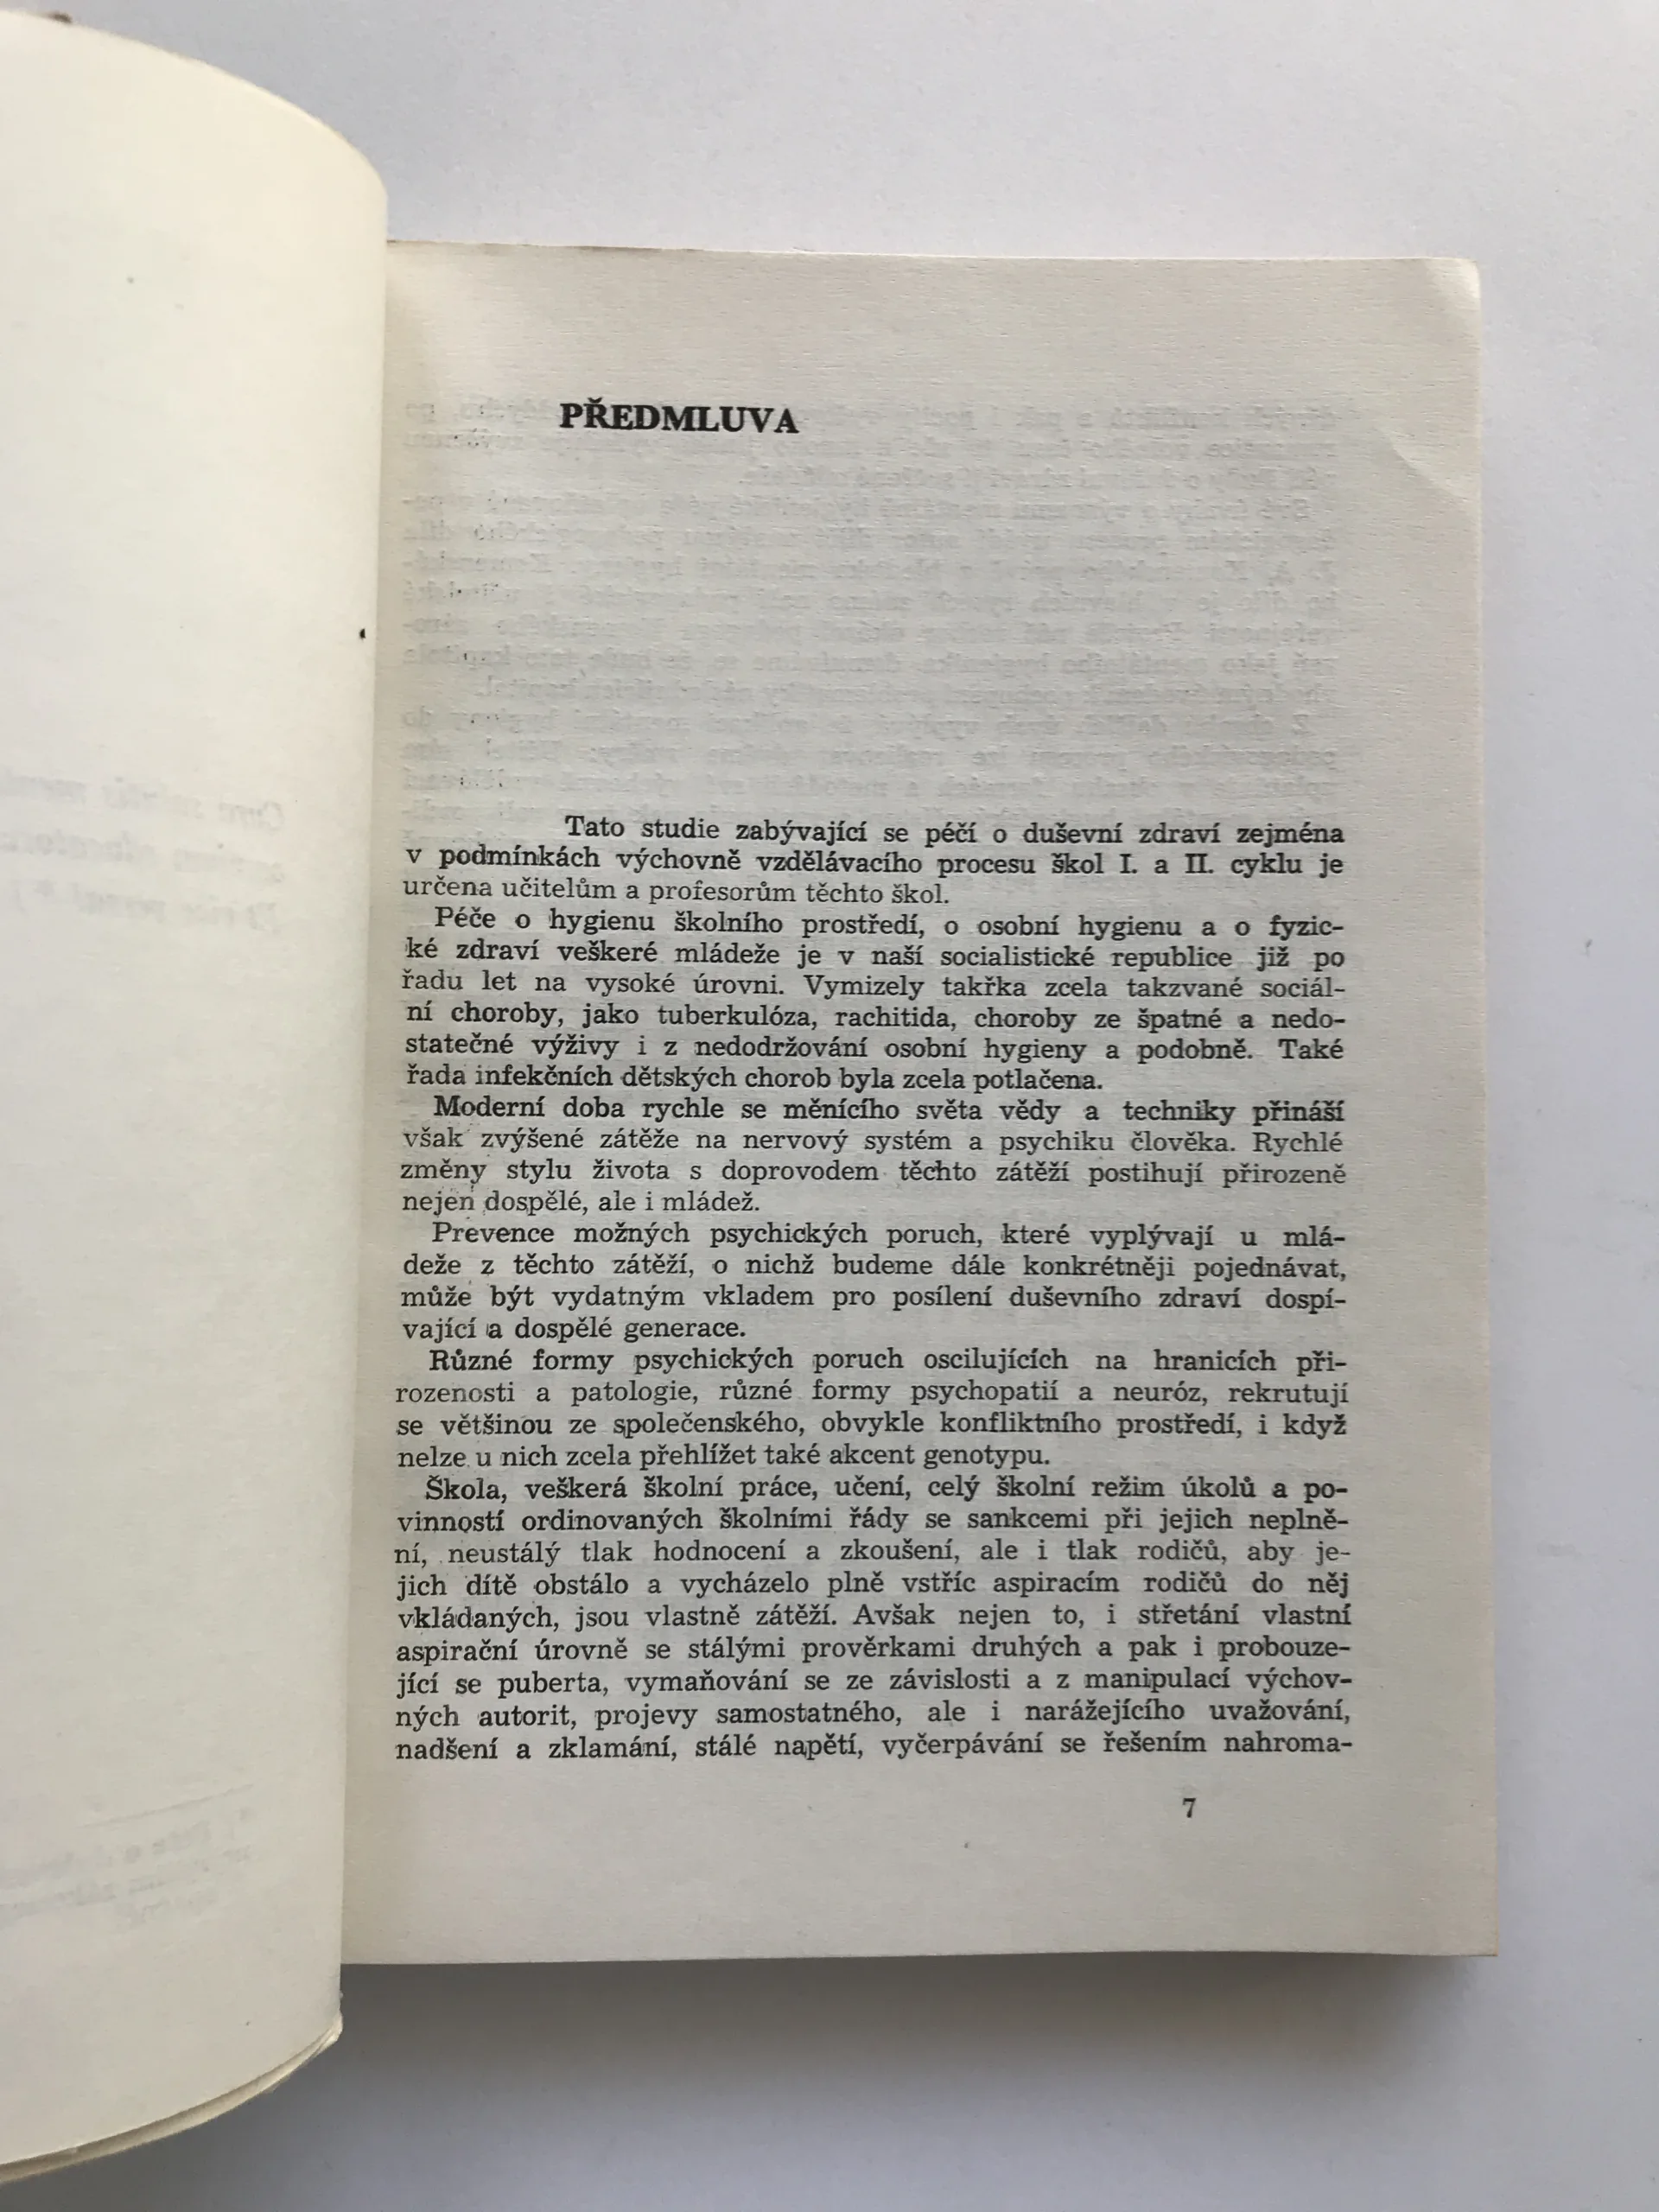 PŘEDMLUVA
Tato studie zabývající se péčí o duševní zdraví zejména
v podmínkách výchovně vzdělávacího procesu škol I. a II. cyklu je
určena učitelům a profesorům těchto škol.
Péče o hygienu školního prostředí, o osobní hygienu a o fyzic-
ké zdraví veškeré mládeže je v naší socialistické republice již po
řadu let na vysoké úrovni. Vymizely takřka zcela takzvané sociál-
ní choroby, jako tuberkulóza, rachitida, choroby ze špatné a nedo-
statečné výživy i z nedodržování osobní hygieny a podobně. Také
řada infekčních dětských chorob byla zcela potlačena.
Moderní doba rychle se měnícího světa vědy a techniky přináší
však zvýšené zátěže na nervový systém a psychiku člověka. Rychlé
změny stylu života s doprovodem těchto zátěží postihují přirozeně
nejen dospělé, ale i mládež.
Prevence možných psychických poruch, které vyplývají u mlá-
deže z těchto zátěží, o nichž budeme dále konkrétněji pojednávat,
může být vydatným vkladem pro posílení duševního zdraví dospí-
vající a dospělé generace.
Různé formy psychických poruch oscilujících na hranicích při-
rozenosti a patologie, různé formy psychopatií a neuróz, rekrutují
se většinou ze společenského, obvykle konfliktního prostředí, i když
nelze u nich zcela přehlížet také akcent genotypu.
Škola, veškerá školní práce, učení, celý školní režim úkolů a po-
vinností ordinovaných školními řády se sankcemi při jejich neplně-
ní, neustálý tlak hodnocení a zkoušení, ale i tlak rodičů, aby je-
jich dítě obstálo a vycházelo plně vstříc aspiracím rodičů do něj
vkládaných, jsou vlastně zátěží. Avšak nejen to, i střetání vlastní
aspirační úrovně se stálými prověrkami druhých a pak i probouze-
jící se puberta, vymaňování se ze závislosti a z manipulací výchov-
ných autorit, projevy samostatného, ale i narážejícího uvažování,
nadšení a zklamání, stálé napětí, vyčerpávání se řešením nahroma-
7